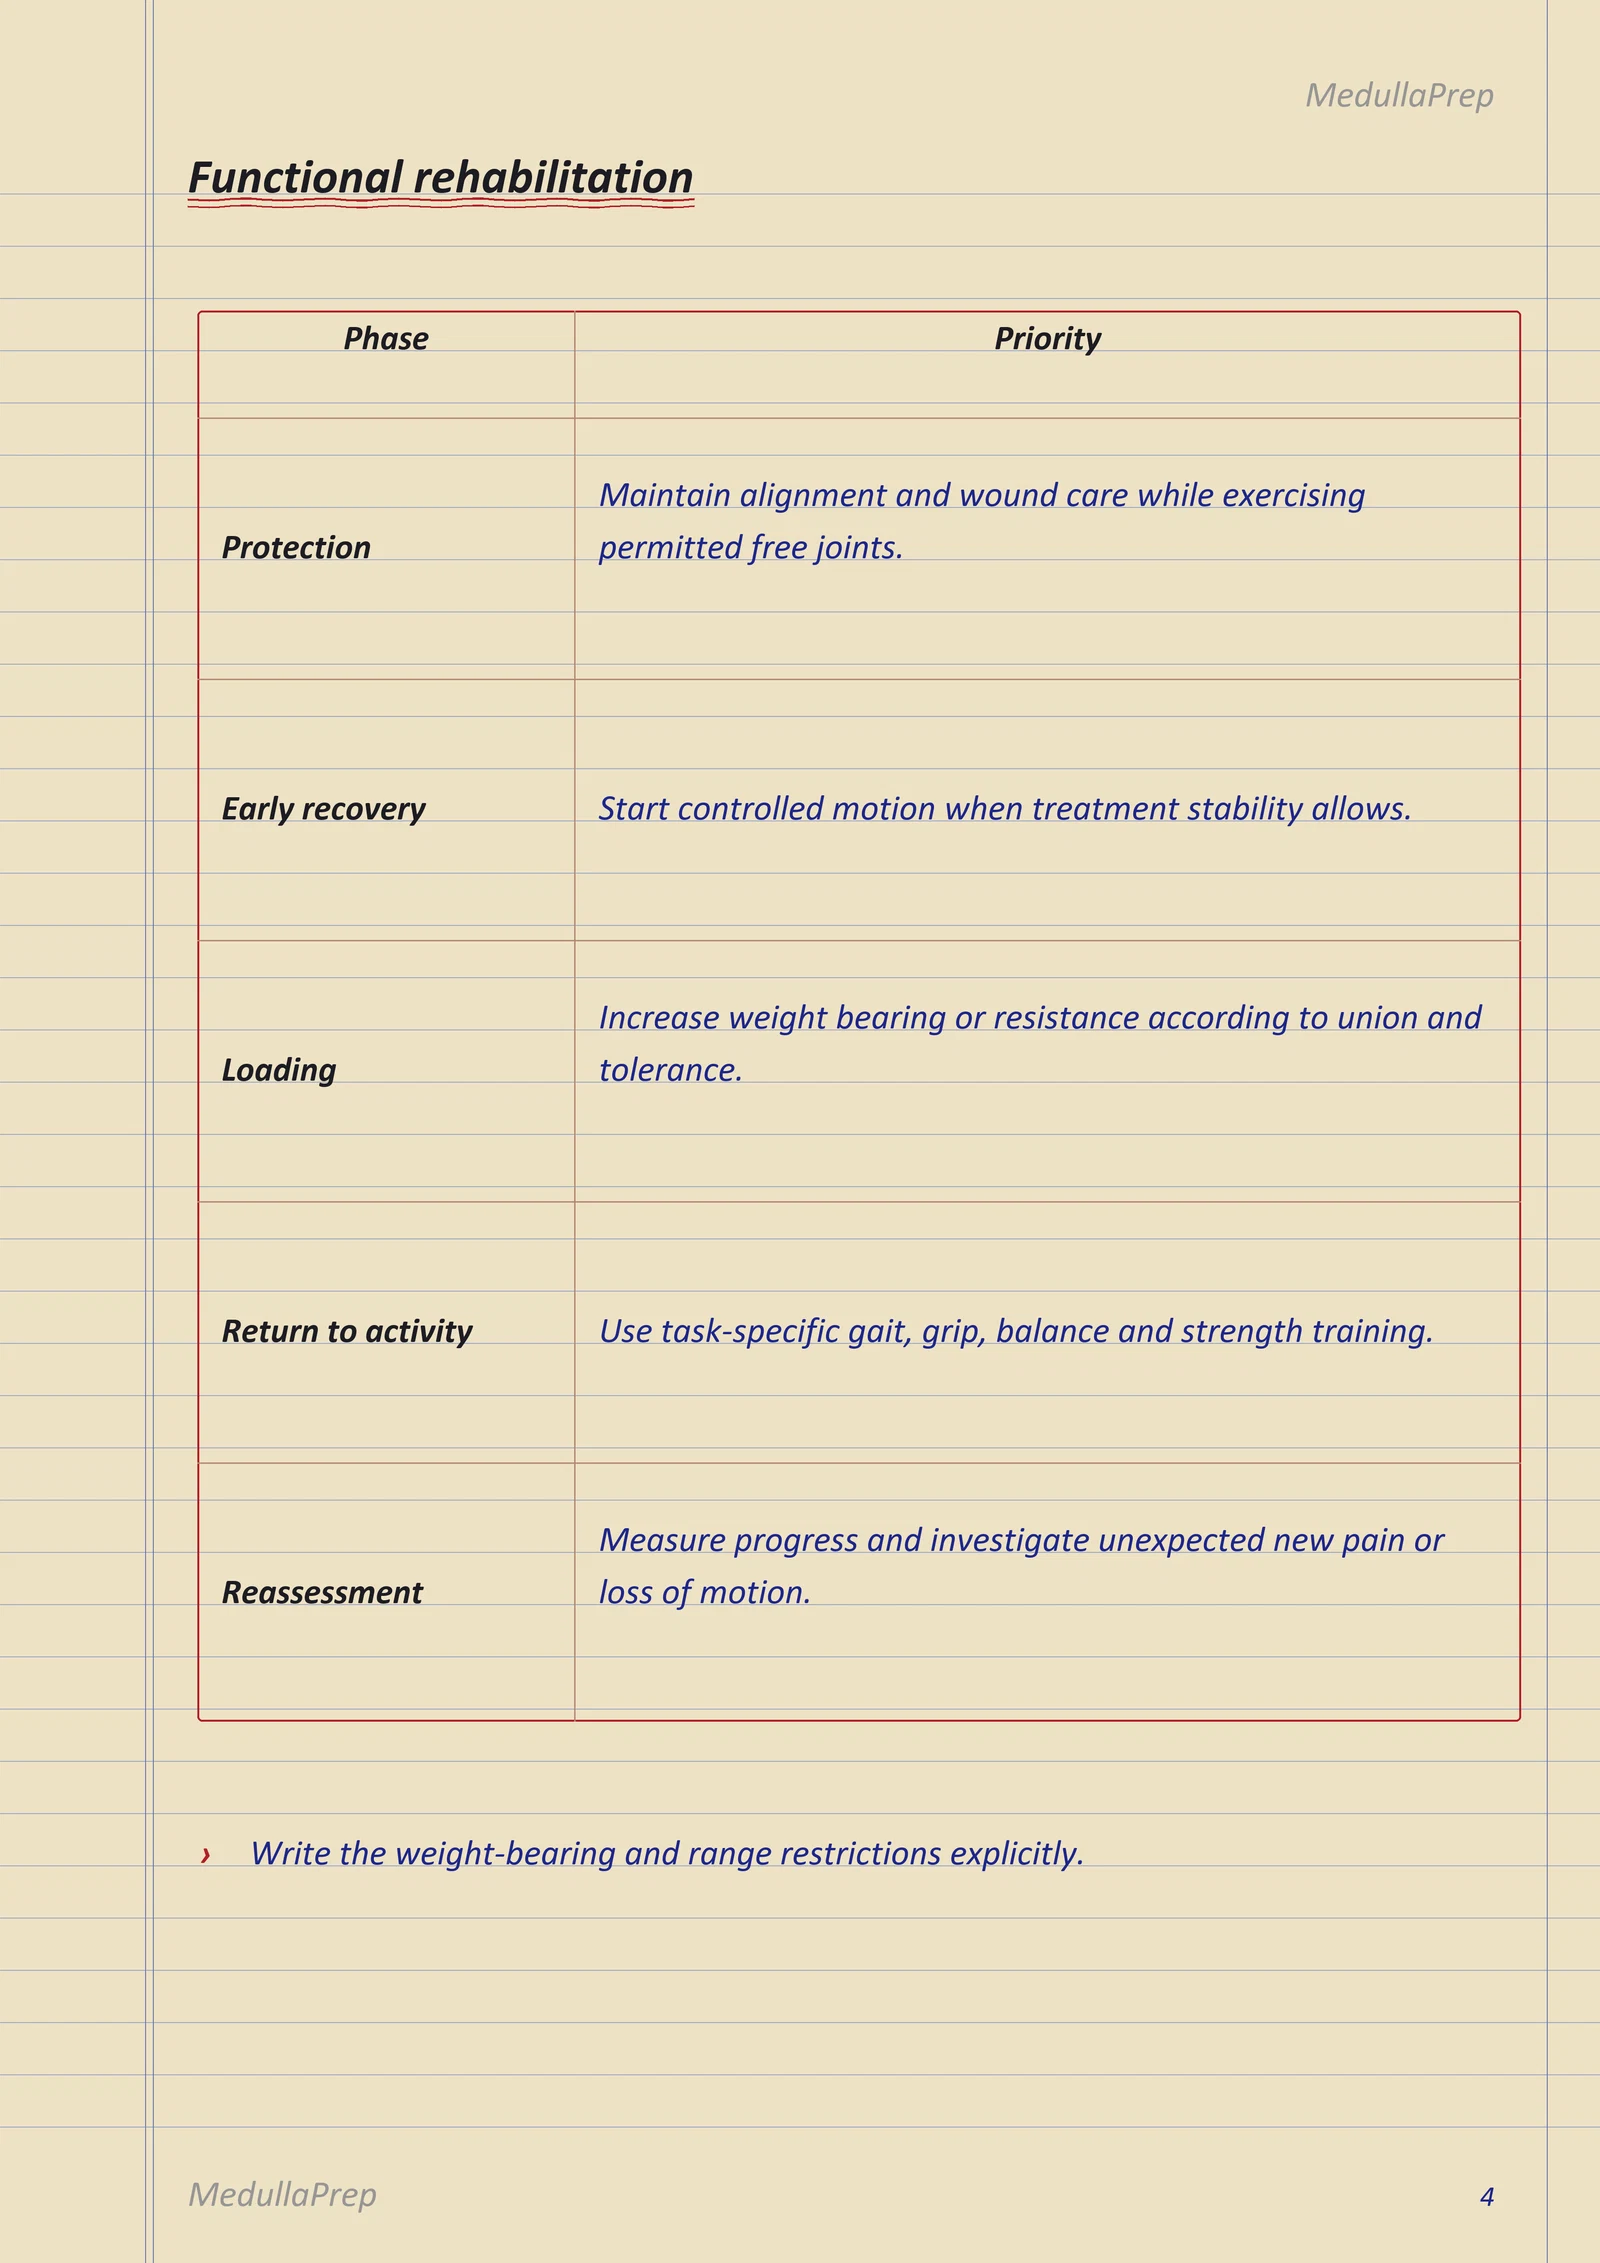 MedullaPrep
Functional rehabilitation
Phase Priority
Protection
Maintain alignment and wound care while exercising
permitted free joints.
Early recovery
Start controlled motion when treatment stability allows.
Loading
Increase weight bearing or resistance according to union and
tolerance.
Return to activity
Use task-specific gait, grip, balance and strength training.
Reassessment
Measure progress and investigate unexpected new pain or
loss of motion.
› Write the weight-bearing and range restrictions explicitly.
MedullaPrep 4